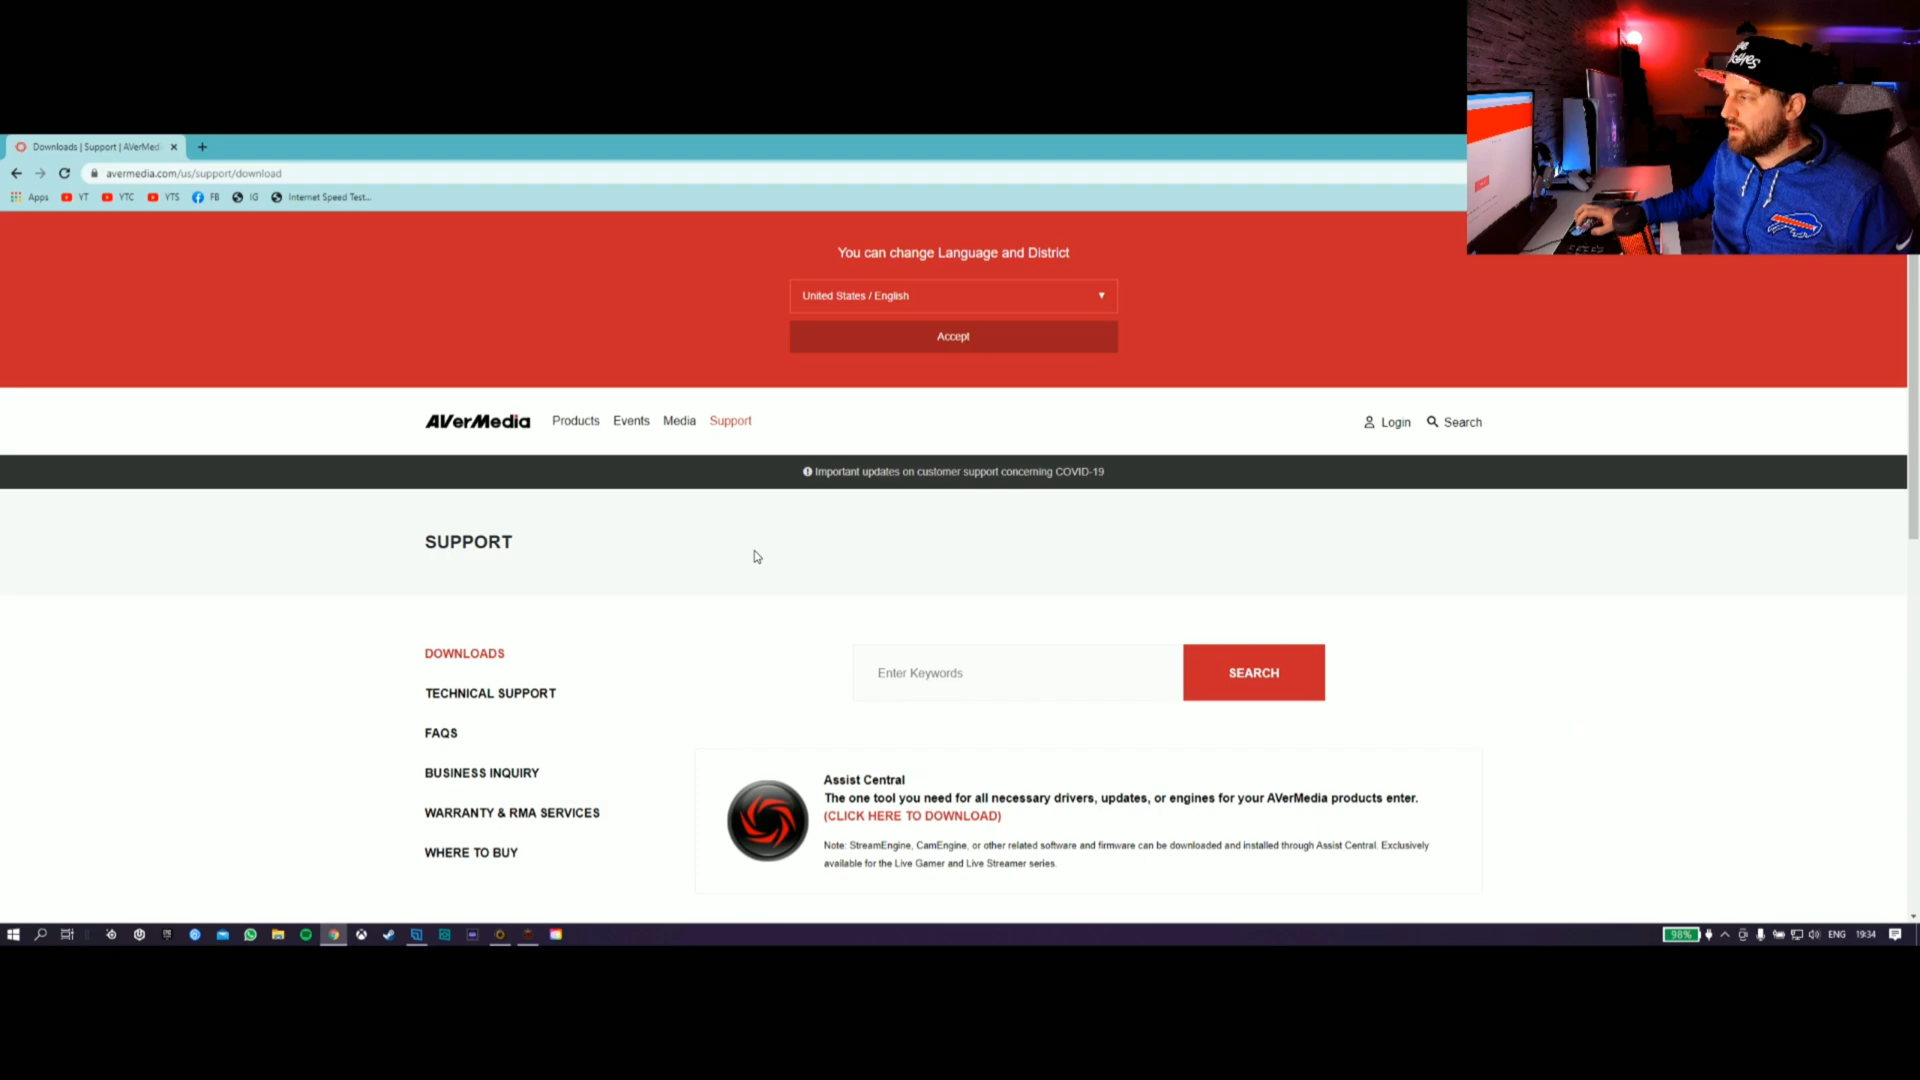 Downloads | Support | AVerMed
avermedia.com/us/support/download
Apps YT YTC YTS FB IG Internet Speed Test...
You can change Language and District
United States / English
Accept
AVerMedia Products Events Media Support Login Search
Important updates on customer support concerning COVID-19
SUPPORT
DOWNLOADS
TECHNICAL SUPPORT
FAQS
BUSINESS INQUIRY
WARRANTY & RMA SERVICES
WHERE TO BUY
Enter Keywords SEARCH
Assist Central
The one tool you need for all necessary drivers, updates, or engines for your AVerMedia products enter.
(CLICK HERE TO DOWNLOAD)
Note: StreamEngine, CamEngine, or other related software and firmware can be downloaded and installed through Assist Central. Exclusively
available for the Live Gamer and Live Streamer series.
98% ENG 19:34